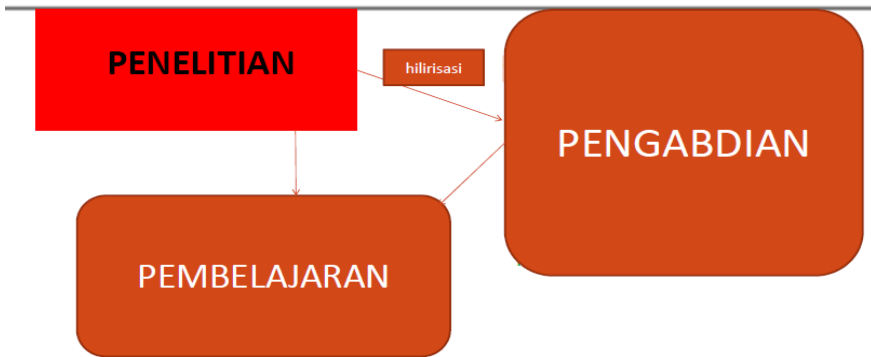 PENELITIAN
hilirisasi
PENGABDIAN
PEMBELAJARAN